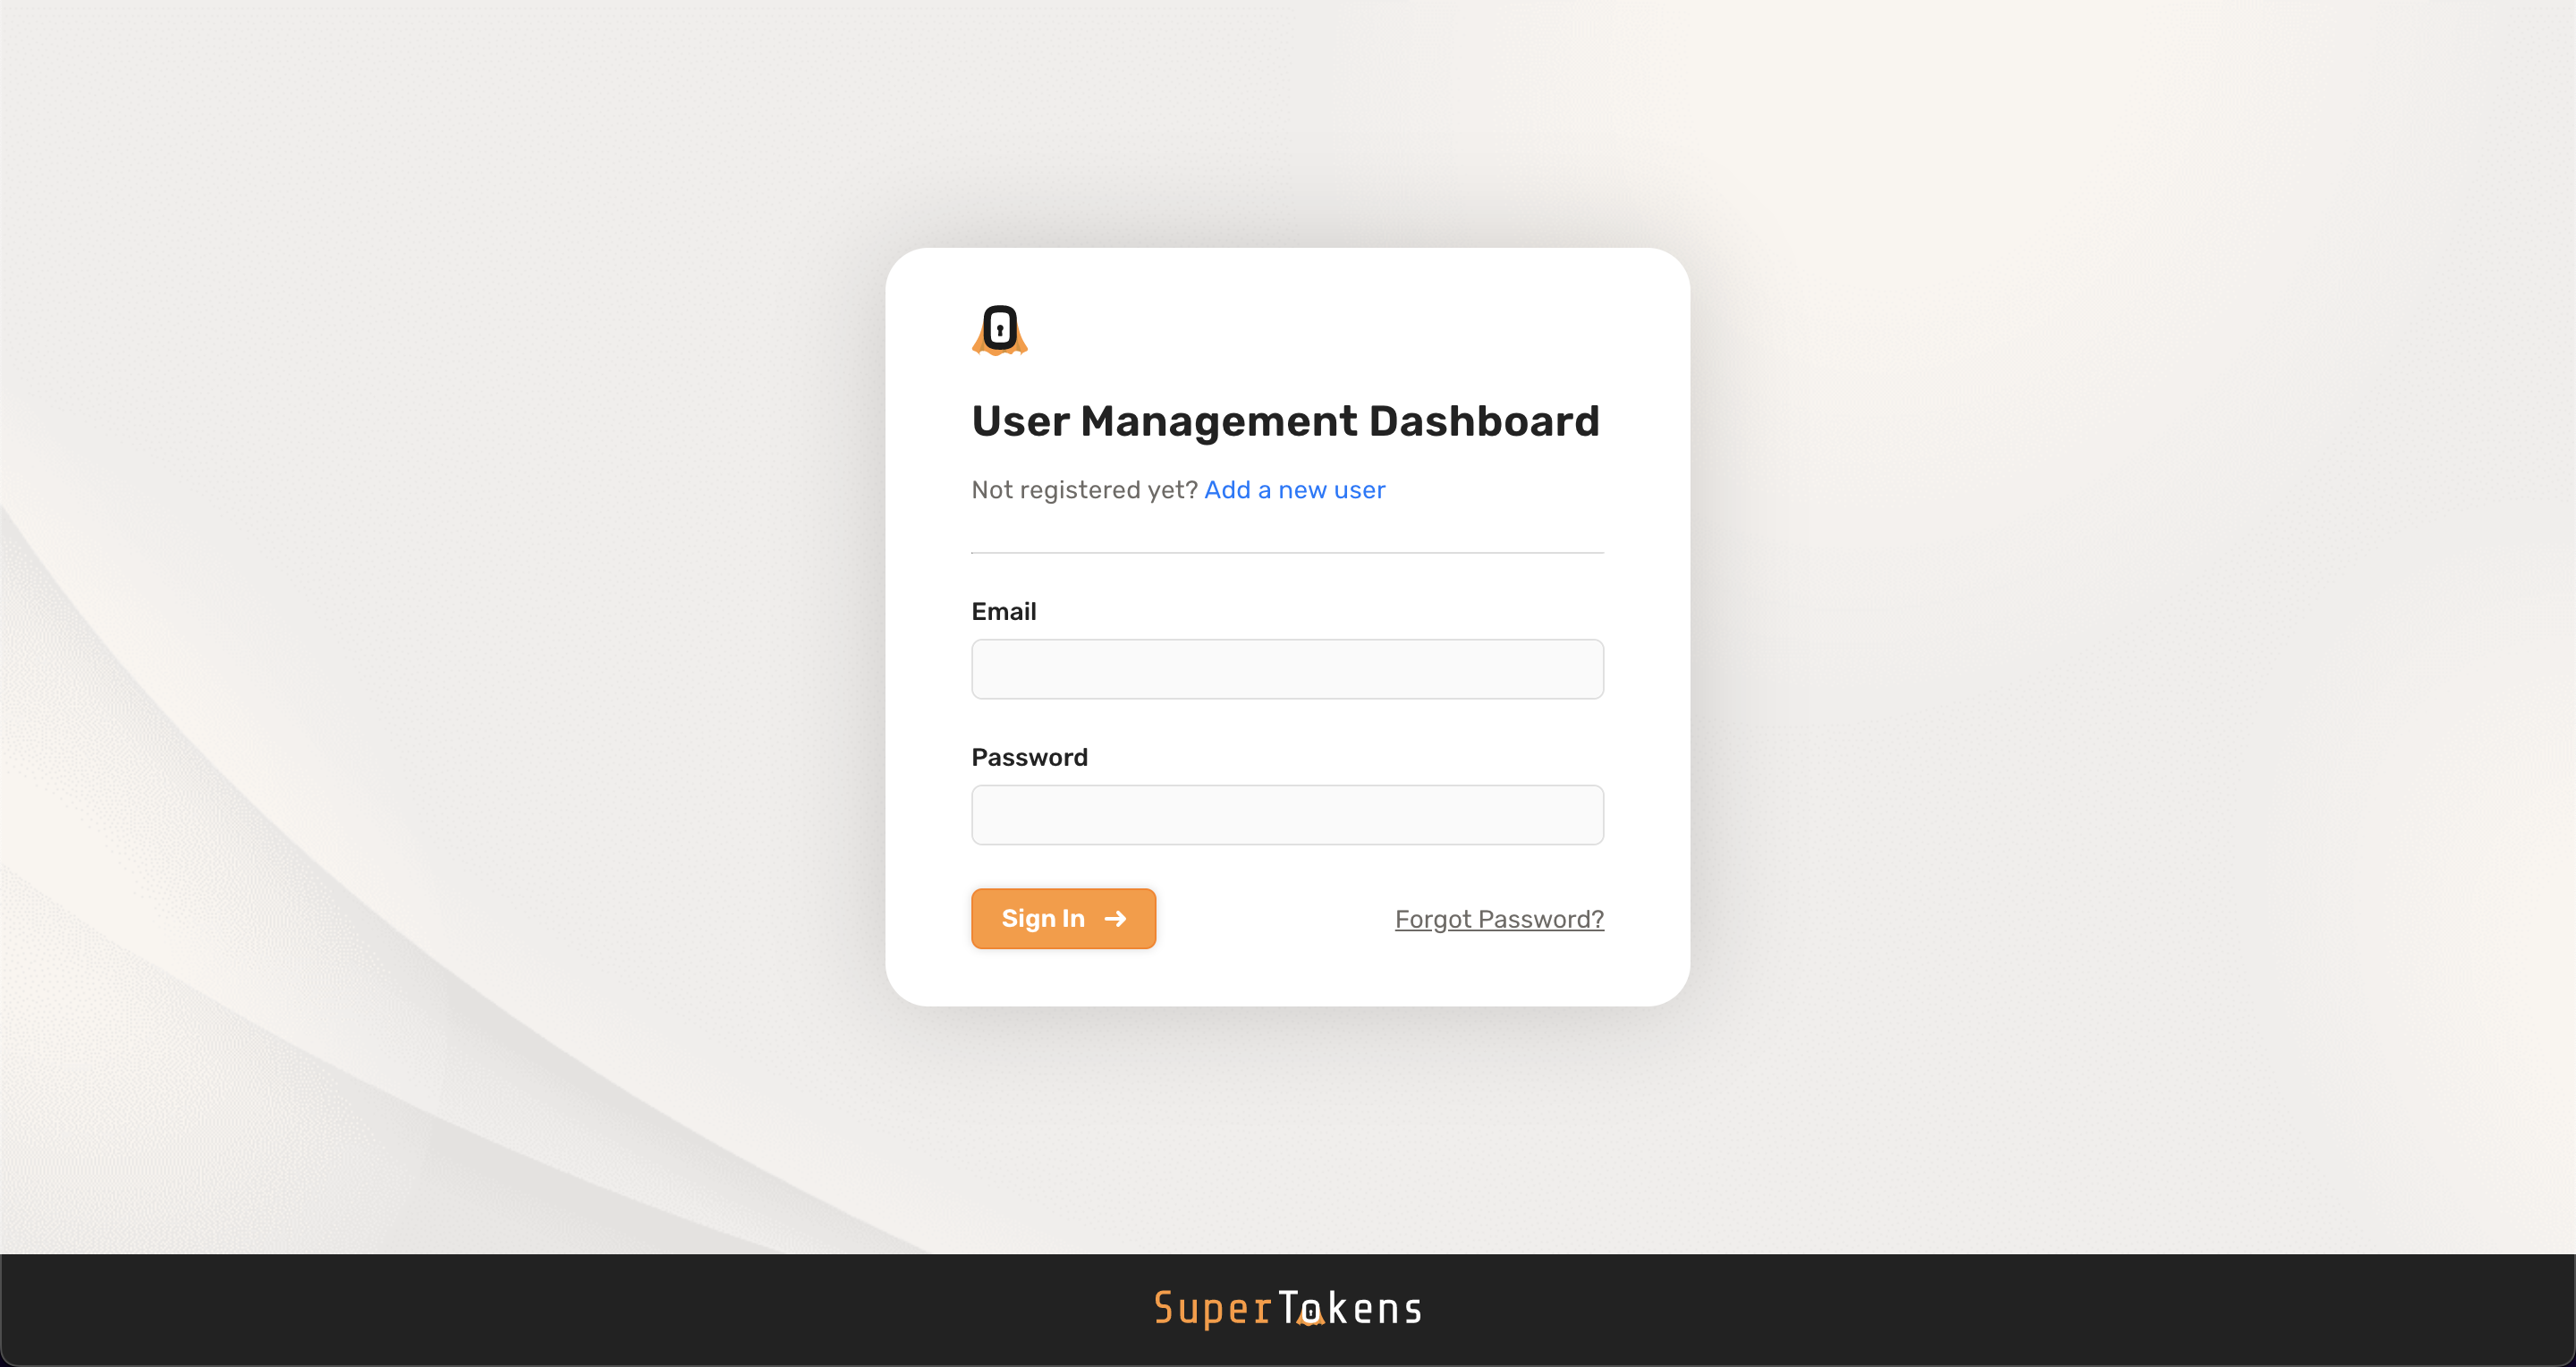 User Management Dashboard
Not registered yet? Add a new user
Email
Password
Sign In
Forgot Password?
SuperTokens